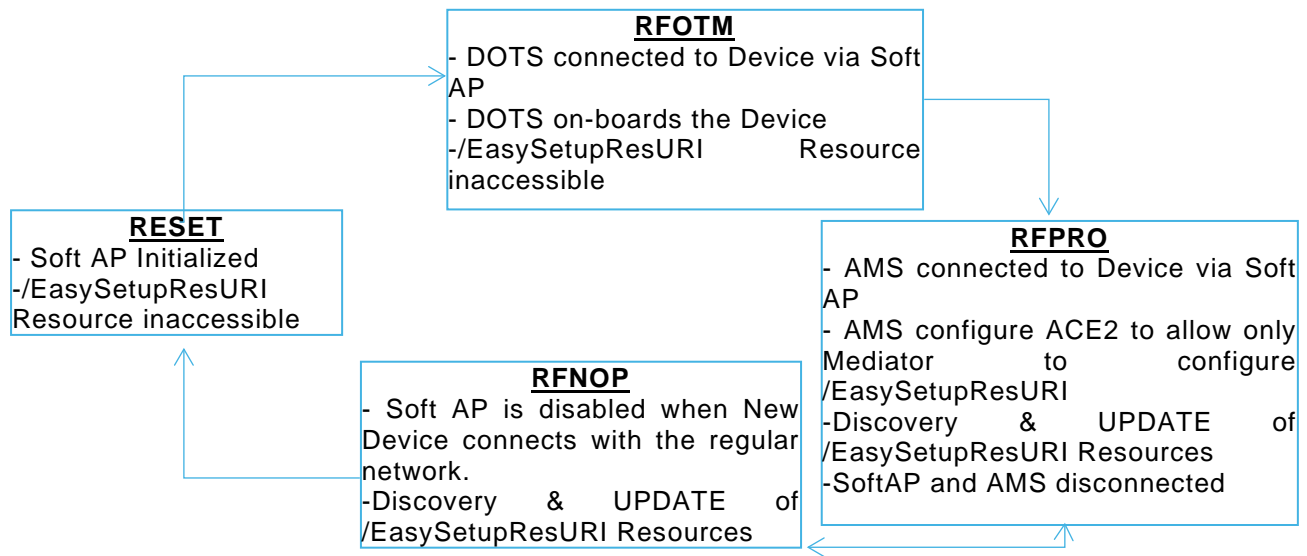 RFOTM
- DOTS connected to Device via Soft
AP
- DOTS on-boards the Device
-/EasySetupResURI Resource
inaccessible
RESET
- Soft AP Initialized
-/EasySetupResURI
Resource inaccessible
RFPRO
- AMS connected to Device via Soft
AP
- AMS configure ACE2 to allow only
Mediator to configure
/EasySetupResURI
-Discovery & UPDATE of
/EasySetupResURI Resources
-SoftAP and AMS disconnected
RFNOP
- Soft AP is disabled when New
Device connects with the regular
network.
-Discovery & UPDATE of
/EasySetupResURI Resources